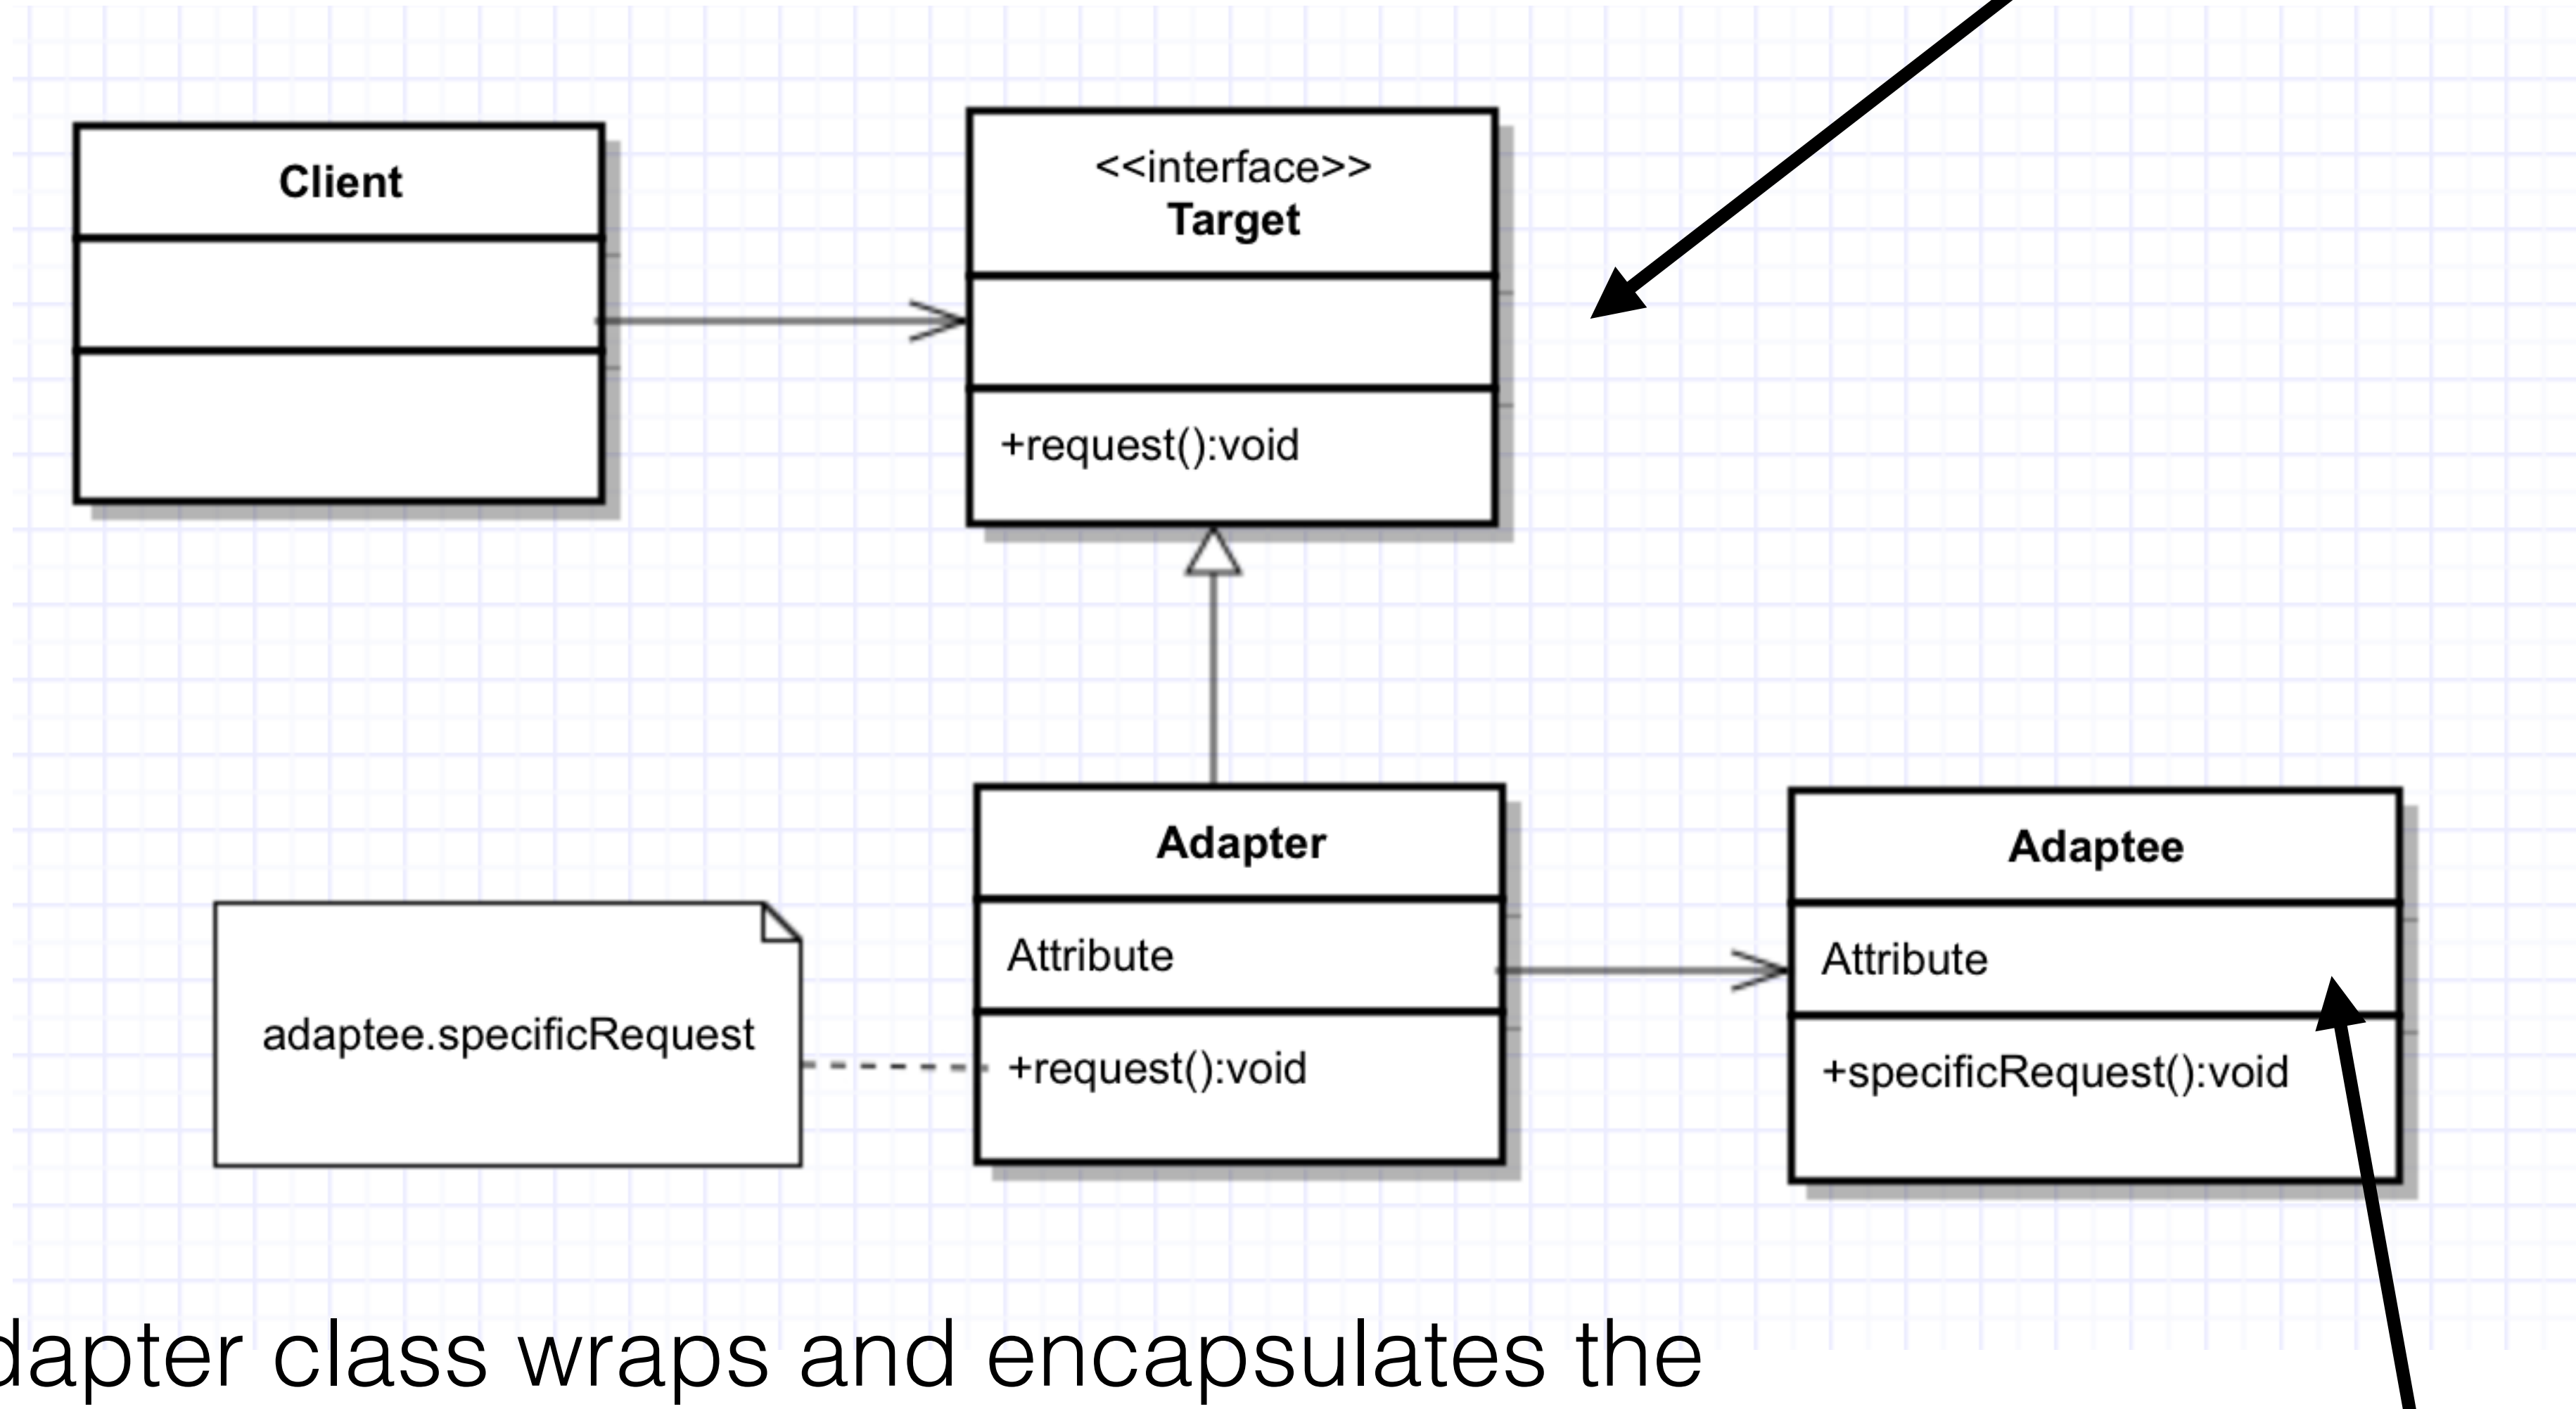 Client
<<interface>>
Target
+request():void
Adapter
Attribute
+request():void
Adaptee
Attribute
+specificRequest():void
adaptee.specificRequest
dapter class wraps and encapsulates the